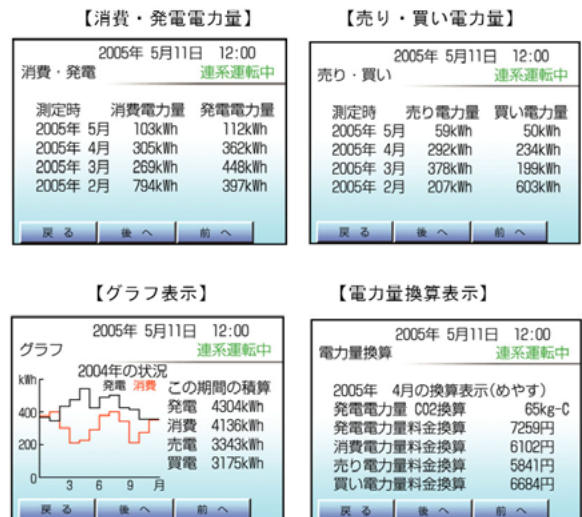 【消費・発電電力量】
2005年 5月11日 12:00
消費・発電 連系運転中
測定時 消費電力量 発電電力量
2005年 5月 103kWh 112kWh
2005年 4月 305kWh 362kWh
2005年 3月 269kWh 448kWh
2005年 2月 794kWh 397kWh
戻る 後へ 前へ
【売り・買い電力量】
2005年 5月11日 12:00
売り・買い 連系運転中
測定時 売り電力量 買い電力量
2005年 5月 59kWh 50kWh
2005年 4月 292kWh 234kWh
2005年 3月 378kWh 199kWh
2005年 2月 207kWh 603kWh
戻る 後へ 前へ
【グラフ表示】
2005年 5月11日 12:00
グラフ 連系運転中
2004年の状況
kWh 発電 消費 この期間の積算
400 発電 4304kWh
消費 4136kWh
200 売電 3343kWh
買電 3175kWh
0 3 6 9 月
戻る 後へ 前へ
【電力量換算表示】
2005年 5月11日 12:00
電力量換算 連系運転中
2005年 4月の換算表示(めやす)
発電電力量 CO2換算 65kg-C
発電電力量料金換算 7259円
消費電力量料金換算 6102円
売り電力量料金換算 5841円
買い電力量料金換算 6684円
戻る 後へ 前へ